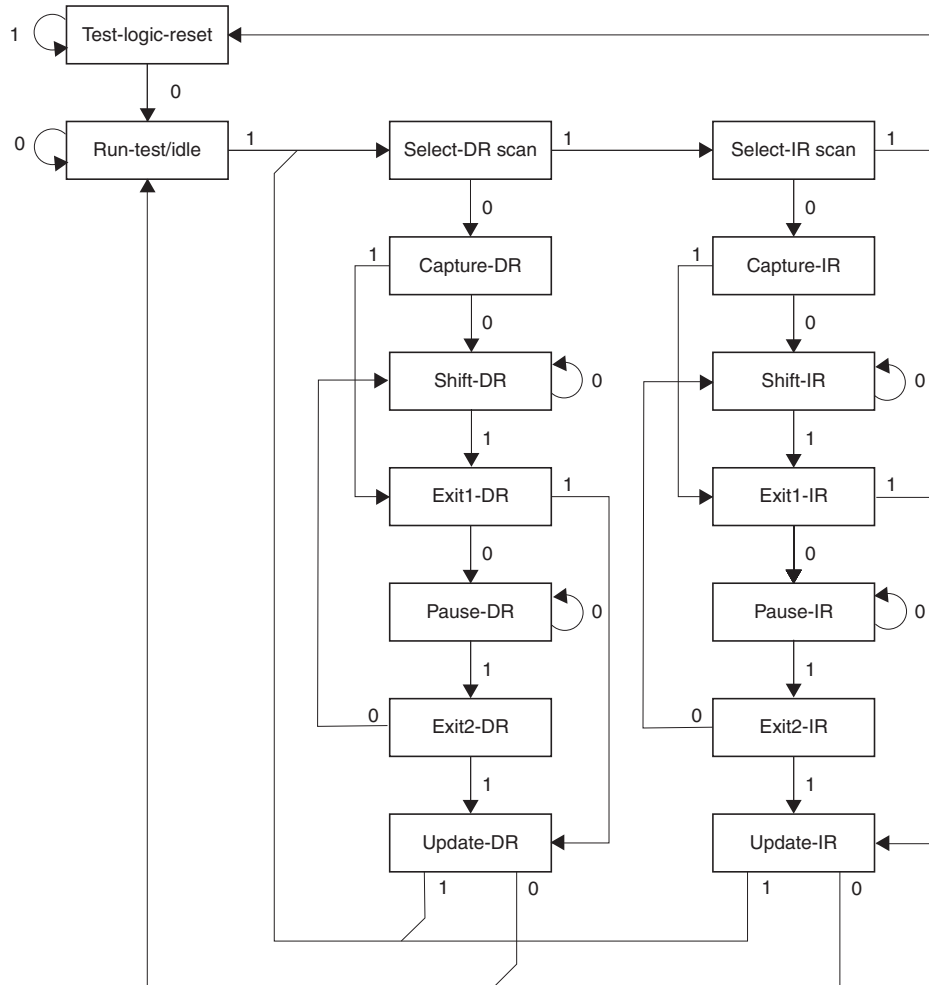 1 Test-logic-reset
0
0 Run-test/idle 1 Select-DR scan 1 Select-IR scan 1
0 0
1 Capture-DR 1 Capture-IR
0 0
Shift-DR 0 Shift-IR 0
1 1
Exit1-DR 1 Exit1-IR 1
0 0
Pause-DR 0 Pause-IR 0
1 1
0 Exit2-DR 0 Exit2-IR
1 1
Update-DR Update-IR
1 0 1 0